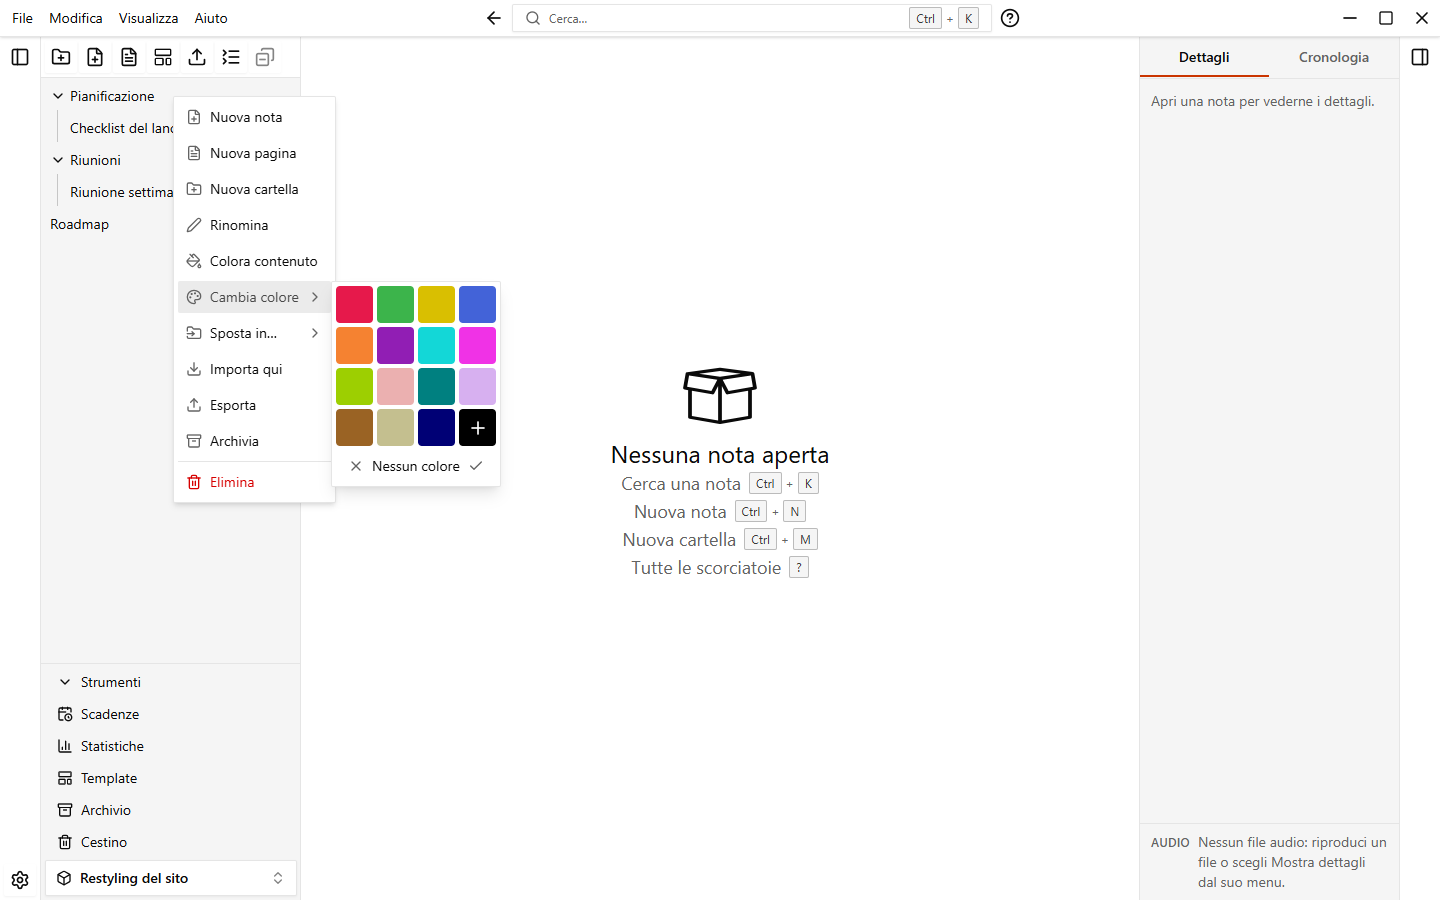 File Modifica Visualizza Aiuto
Cerca... Ctrl + K
Pianificazione
Checklist del lanc
Riunioni
Riunione settima
Roadmap
Nuova nota
Nuova pagina
Nuova cartella
Rinomina
Colora contenuto
Cambia colore
Sposta in...
Importa qui
Esporta
Archivia
Elimina
Nessun colore
Nessuna nota aperta
Cerca una nota Ctrl + K
Nuova nota Ctrl + N
Nuova cartella Ctrl + M
Tutte le scorciatoie ?
Dettagli Cronologia
Apri una nota per vederne i dettagli.
Strumenti
Scadenze
Statistiche
Template
Archivio
Cestino
Restyling del sito
AUDIO Nessun file audio: riproduci un
file o scegli Mostra dettagli
dal suo menu.